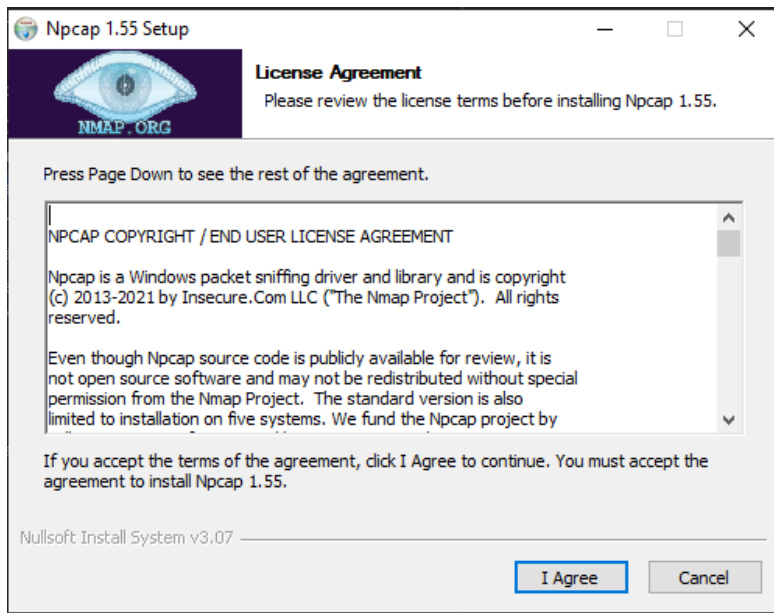 Npcap 1.55 Setup
NMAP.ORG
License Agreement
Please review the license terms before installing Npcap 1.55.
Press Page Down to see the rest of the agreement.
NPCAP COPYRIGHT / END USER LICENSE AGREEMENT
Npcap is a Windows packet sniffing driver and library and is copyright
(c) 2013-2021 by Insecure.Com LLC ("The Nmap Project").  All rights
reserved.
Even though Npcap source code is publicly available for review, it is
not open source software and may not be redistributed without special
permission from the Nmap Project.  The standard version is also
limited to installation on five systems. We fund the Npcap project by
If you accept the terms of the agreement, click I Agree to continue. You must accept the
agreement to install Npcap 1.55.
Nullsoft Install System v3.07
I Agree
Cancel